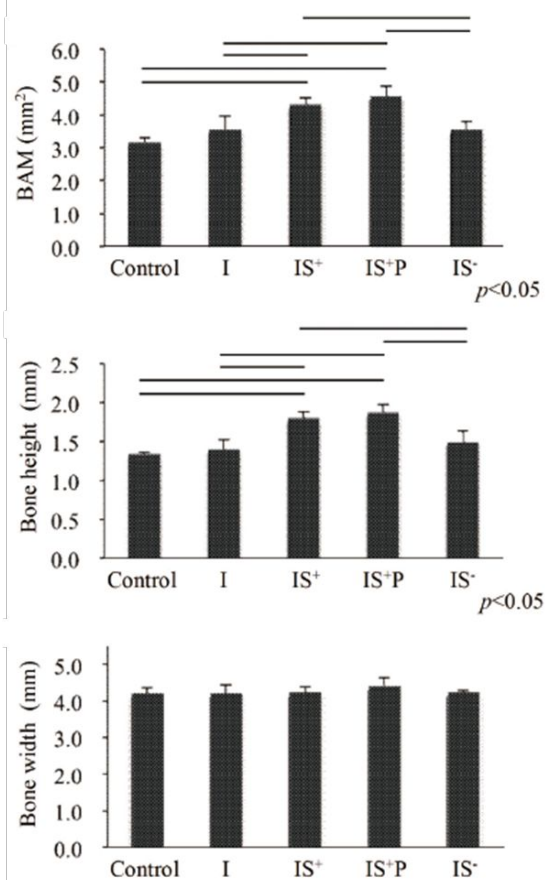 BAM (mm²)
6.0
5.0
4.0
3.0
2.0
1.0
0.0
Control I IS⁺ IS⁺P IS⁻
p<0.05
Bone height (mm)
2.5
2.0
1.5
1.0
0.5
0.0
Control I IS⁺ IS⁺P IS⁻
p<0.05
Bone width (mm)
5.0
4.0
3.0
2.0
1.0
0.0
Control I IS⁺ IS⁺P IS⁻